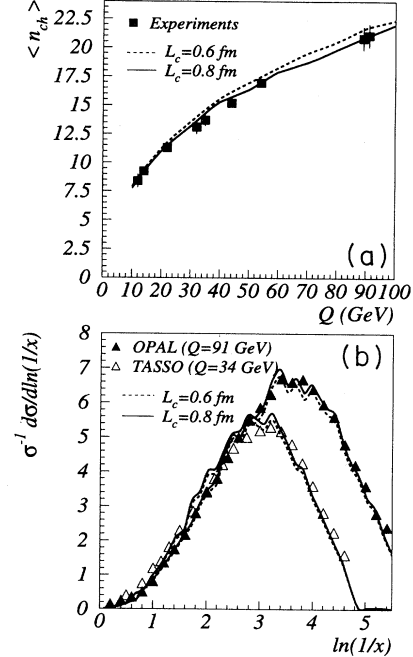 < n_ch >
22.5
20
17.5
15
12.5
10
7.5
5
2.5
0
■ Experiments
L_c=0.6 fm
L_c=0.8 fm
(a)
0 10 20 30 40 50 60 70 80 90 100
Q (GeV)
σ^-1 dσ/dln(1/x)
8
7
6
5
4
3
2
1
0
▲ OPAL (Q=91 GeV)
△ TASSO (Q=34 GeV)
L_c=0.6 fm
L_c=0.8 fm
(b)
0 1 2 3 4 5
ln(1/x)